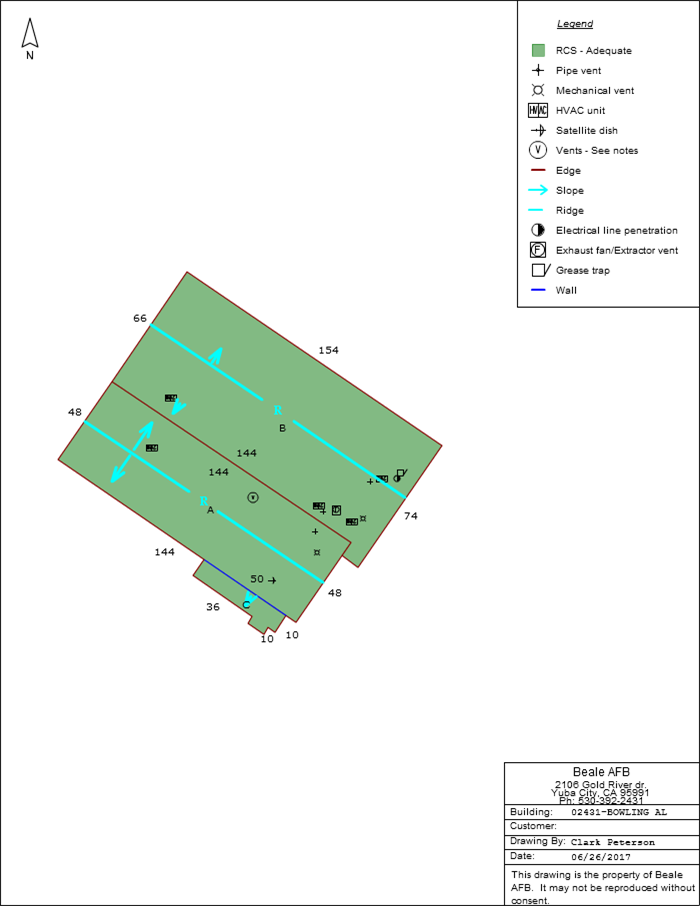 N
Legend
RCS - Adequate
Pipe vent
Mechanical vent
HVAC HVAC unit
Satellite dish
V Vents - See notes
Edge
Slope
Ridge
Electrical line penetration
F Exhaust fan/Extractor vent
Grease trap
Wall
66
154
48
R
B
144
144
R
A
V
74
144
50
48
C
36
10
10
Beale AFB
2106 Gold River dr.
Yuba City, CA 95991
Ph: 530-392-2431
Building: 02431-BOWLING AL
Customer:
Drawing By: Clark Peterson
Date: 06/26/2017
This drawing is the property of Beale
AFB. It may not be reproduced without
consent.